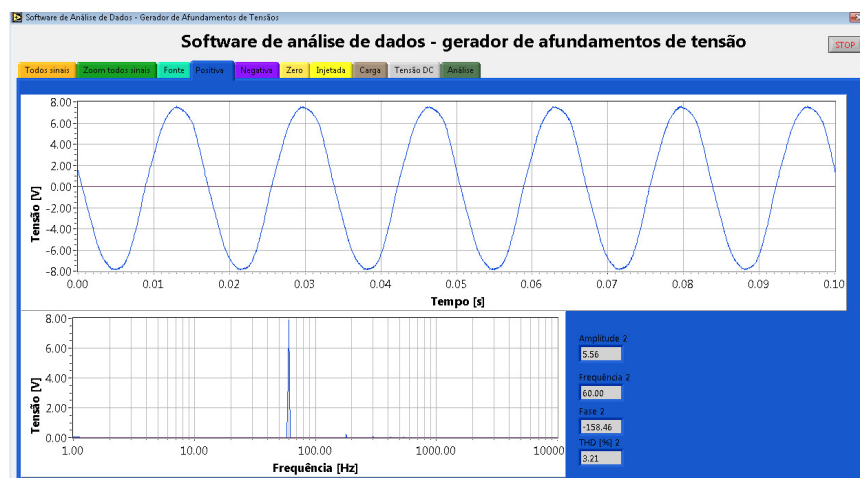 Software de Análise de Dados - Gerador de Afundamentos de Tensões
Software de análise de dados - gerador de afundamentos de tensão
STOP
Todos sinais Zoom todos sinais Fonte Positiva Negativa Zero Injetada Carga Tensão DC Análise
Tensão [V]
8.00
6.00
4.00
2.00
0.00
-2.00
-4.00
-6.00
-8.00
0.00 0.01 0.02 0.03 0.04 0.05 0.06 0.07 0.08 0.09 0.10
Tempo [s]
Tensão [V]
8.00
6.00
4.00
2.00
0.00
1.00 10.00 100.00 1000.00 10000
Frequência [Hz]
Amplitude 2
5.56
Frequência 2
60.00
Fase 2
-158.46
THD [%] 2
3.21